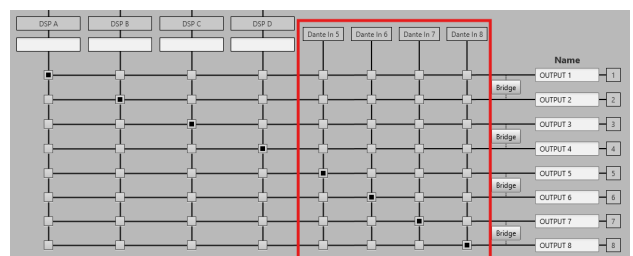 DSP A DSP B DSP C DSP D
Dante In 5 Dante In 6 Dante In 7 Dante In 8
Name
OUTPUT 1 1
Bridge
OUTPUT 2 2
OUTPUT 3 3
Bridge
OUTPUT 4 4
OUTPUT 5 5
Bridge
OUTPUT 6 6
OUTPUT 7 7
Bridge
OUTPUT 8 8